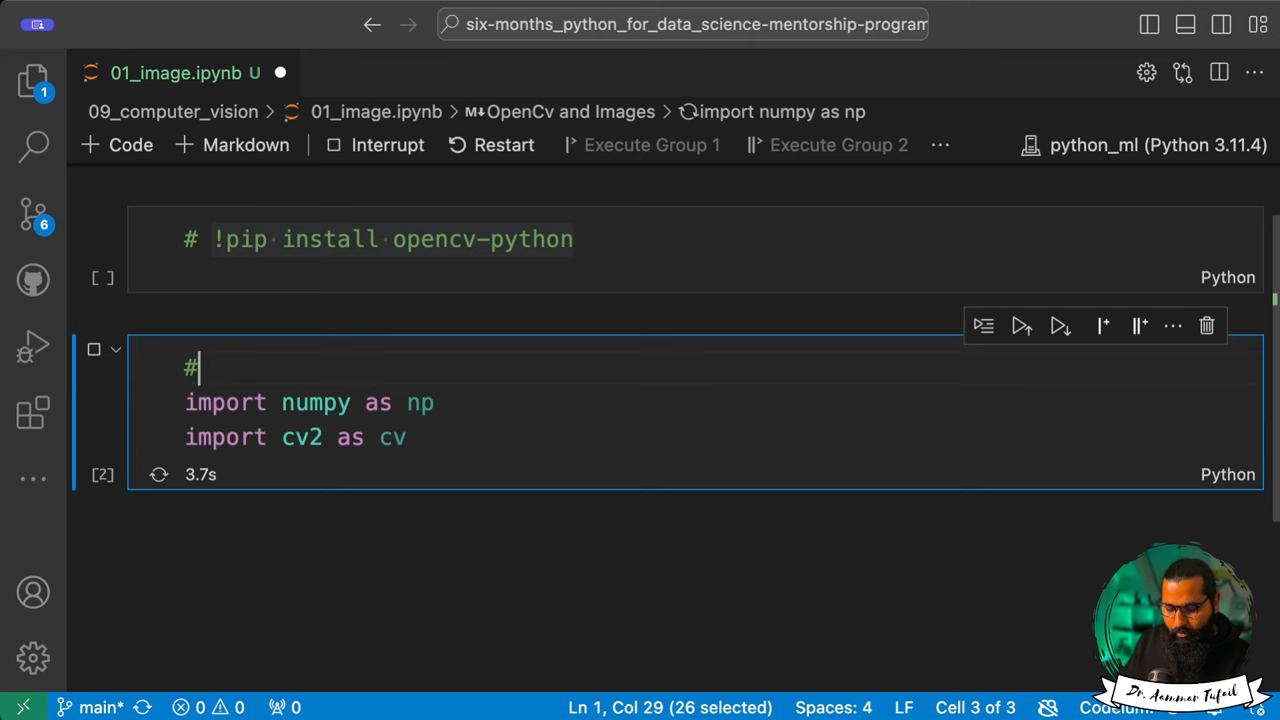 six-months_python_for_data_science-mentorship-program
01_image.ipynb U
09_computer_vision > 01_image.ipynb > M↓OpenCv and Images > import numpy as np
+ Code + Markdown | Interrupt Restart Execute Group 1 Execute Group 2 ... python_ml (Python 3.11.4)
1
# !pip install opencv-python
[ ] Python
6
#
import numpy as np
import cv2 as cv
[2] 3.7s Python
Dr. Aammar Tufail
main* 0 0 0 Ln 1, Col 29 (26 selected) Spaces: 4 LF Cell 3 of 3